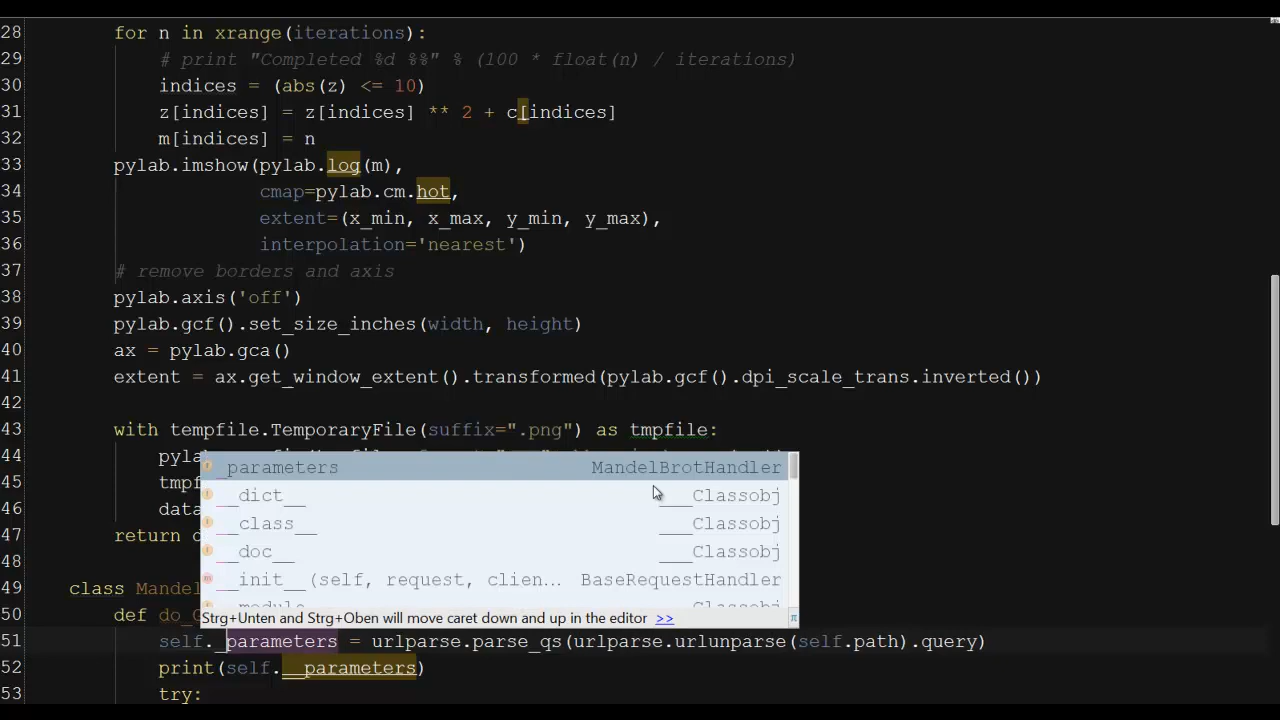 28 for n in xrange(iterations):
29 # print "Completed %d %%" % (100 * float(n) / iterations)
30 indices = (abs(z) <= 10)
31 z[indices] = z[indices] ** 2 + c[indices]
32 m[indices] = n
33 pylab.imshow(pylab.log(m),
34 cmap=pylab.cm.hot,
35 extent=(x_min, x_max, y_min, y_max),
36 interpolation='nearest')
37 # remove borders and axis
38 pylab.axis('off')
39 pylab.gcf().set_size_inches(width, height)
40 ax = pylab.gca()
41 extent = ax.get_window_extent().transformed(pylab.gcf().dpi_scale_trans.inverted())
42
43 with tempfile.TemporaryFile(suffix=".png") as tmpfile:
44 pyla
_parameters MandelBrotHandler
45 tmpf
__dict__ ___Classobj
46 data
__class__ ___Classobj
47 return
__doc__ ___Classobj
48
__init__(self, request, clien... BaseRequestHandler
49 class Mandel
___Classobj
Strg+Unten and Strg+Oben will move caret down and up in the editor >> π
50 def do_
51 self._parameters = urlparse.parse_qs(urlparse.urlunparse(self.path).query)
52 print(self.__parameters)
53 try: